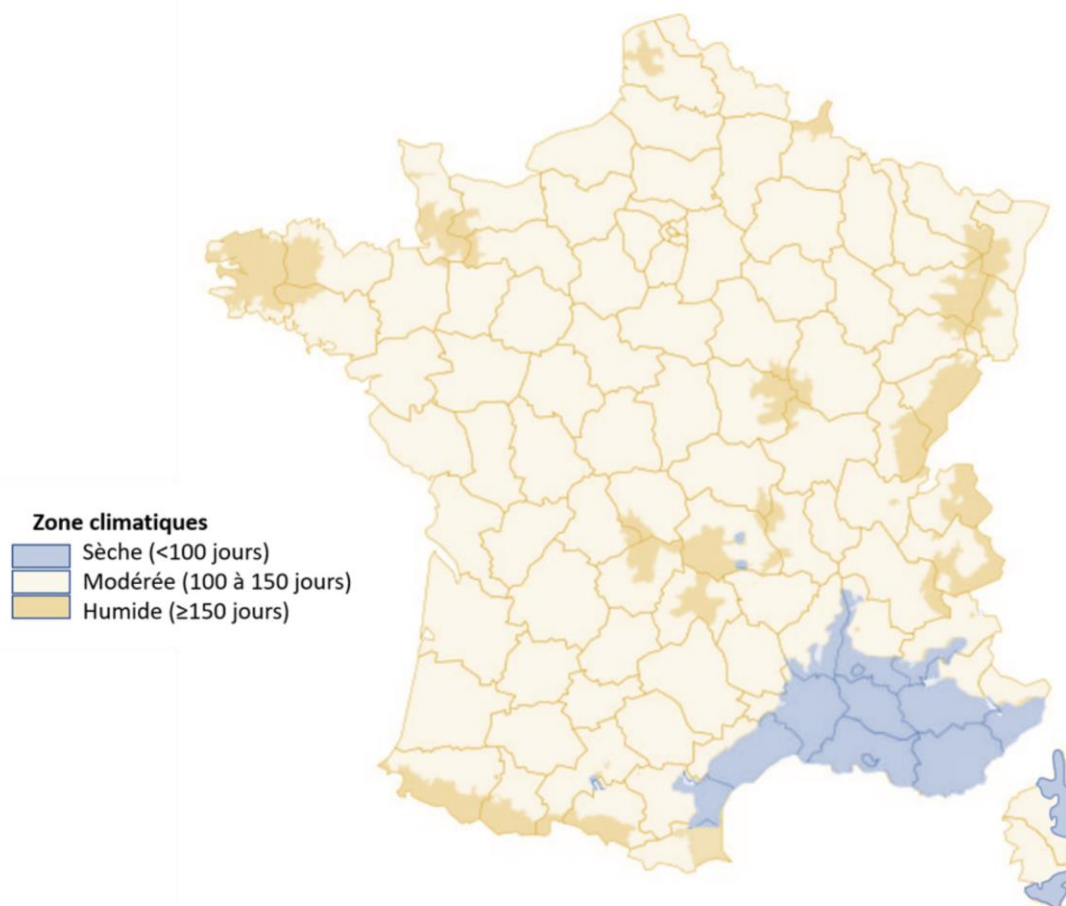 Zone climatiques
Sèche (<100 jours)
Modérée (100 à 150 jours)
Humide (≥150 jours)